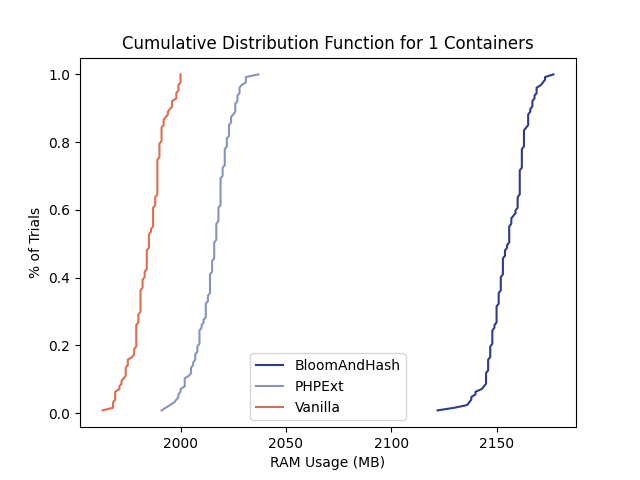 Cumulative Distribution Function for 1 Containers
1.0
0.8
0.6
0.4
0.2
0.0
% of Trials
BloomAndHash
PHPExt
Vanilla
2000
2050
2100
2150
RAM Usage (MB)